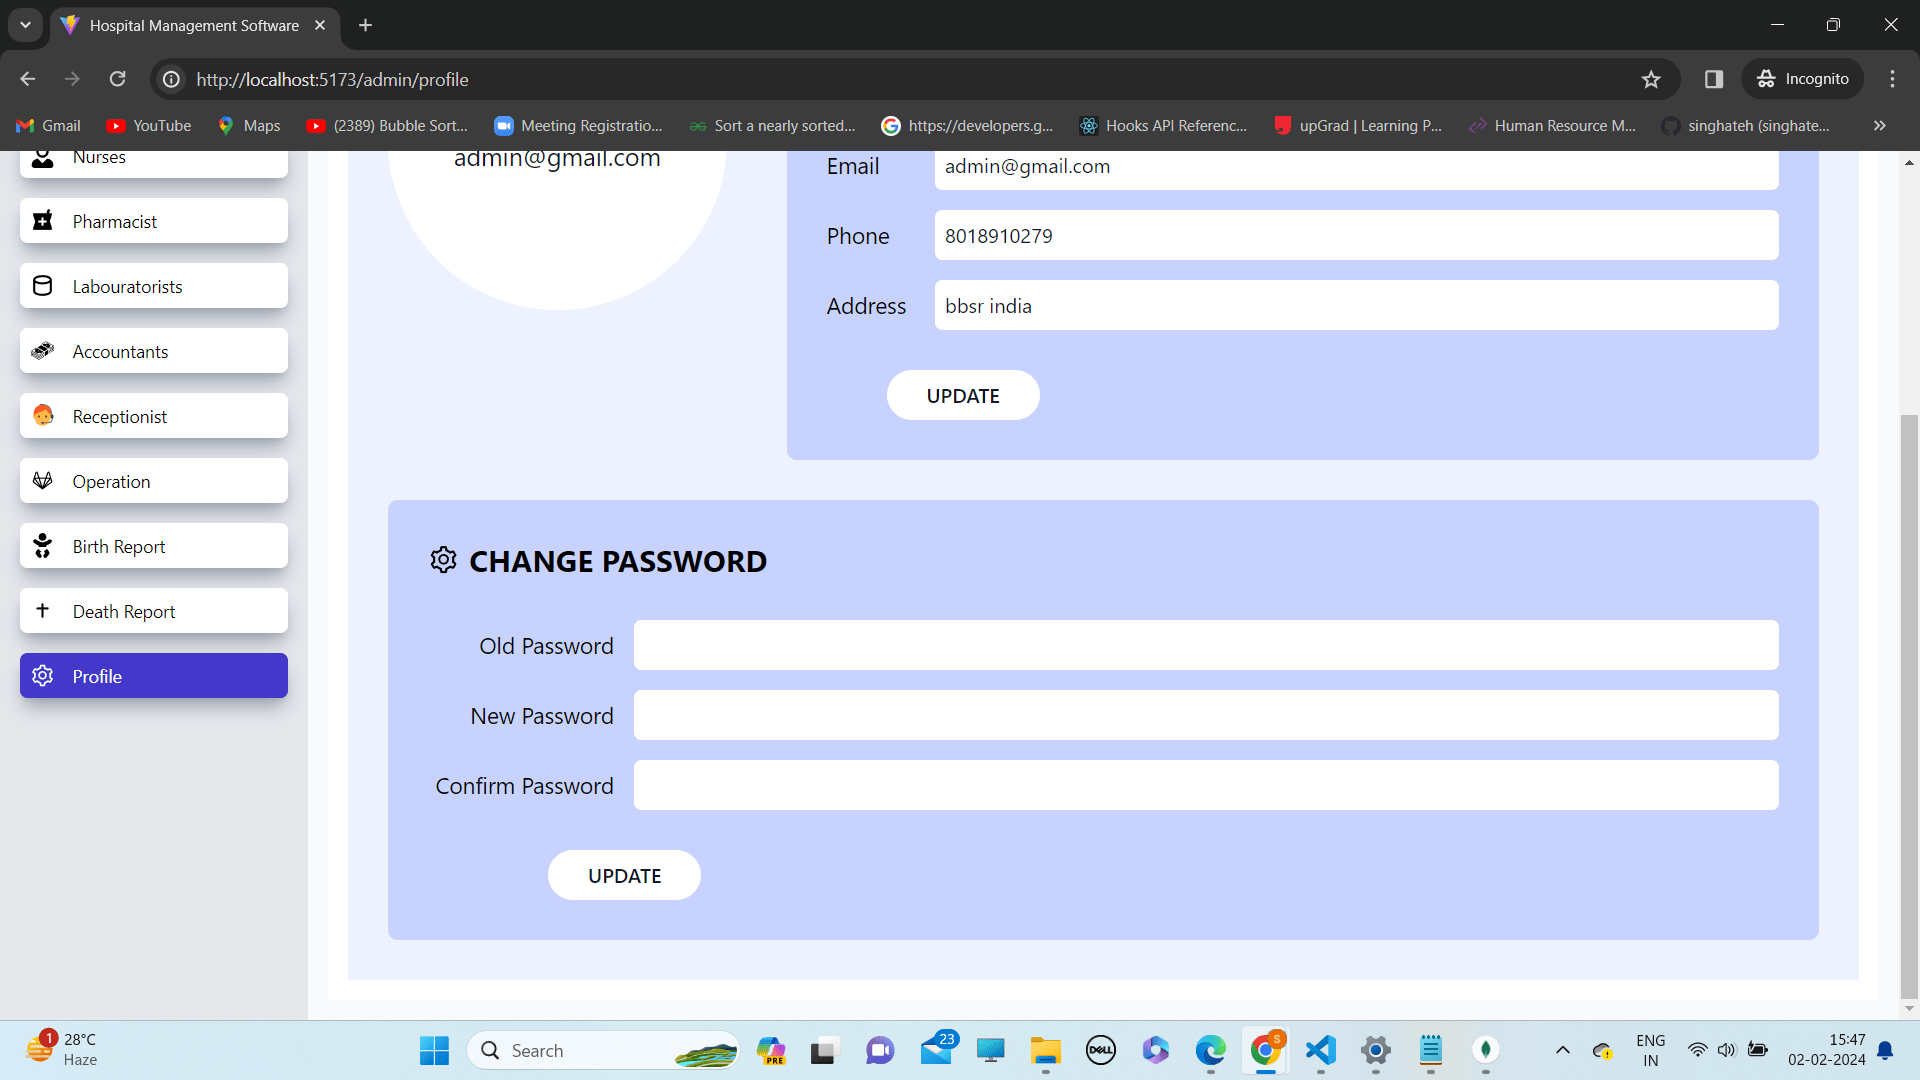 Hospital Management Software
http://localhost:5173/admin/profile
Incognito
Gmail
YouTube
Maps
(2389) Bubble Sort...
Meeting Registratio...
Sort a nearly sorted...
https://developers.g...
Hooks API Referenc...
upGrad | Learning P...
Human Resource M...
singhateh (singhate...
Nurses
Pharmacist
Labouratorists
Accountants
Receptionist
Operation
Birth Report
Death Report
Profile
admin@gmail.com
Email
admin@gmail.com
Phone
8018910279
Address
bbsr india
UPDATE
CHANGE PASSWORD
Old Password
New Password
Confirm Password
UPDATE
1
28°C
Haze
Search
PRE
23
DELL
S
ENG
IN
15:47
02-02-2024